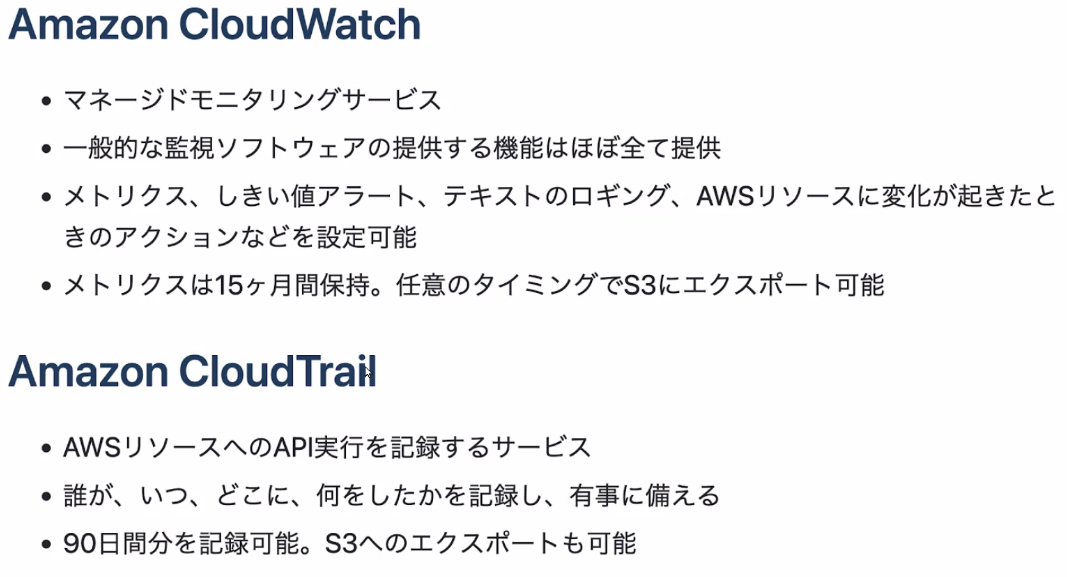 Amazon CloudWatch
• マネージドモニタリングサービス
• 一般的な監視ソフトウェアの提供する機能はほぼ全て提供
• メトリクス、しきい値アラート、テキストのロギング、AWSリソースに変化が起きたと
きのアクションなどを設定可能
• メトリクスは15ヶ月間保持。任意のタイミングでS3にエクスポート可能
Amazon CloudTrail
• AWSリソースへのAPI実行を記録するサービス
• 誰が、いつ、どこに、何をしたかを記録し、有事に備える
• 90日間分を記録可能。S3へのエクスポートも可能